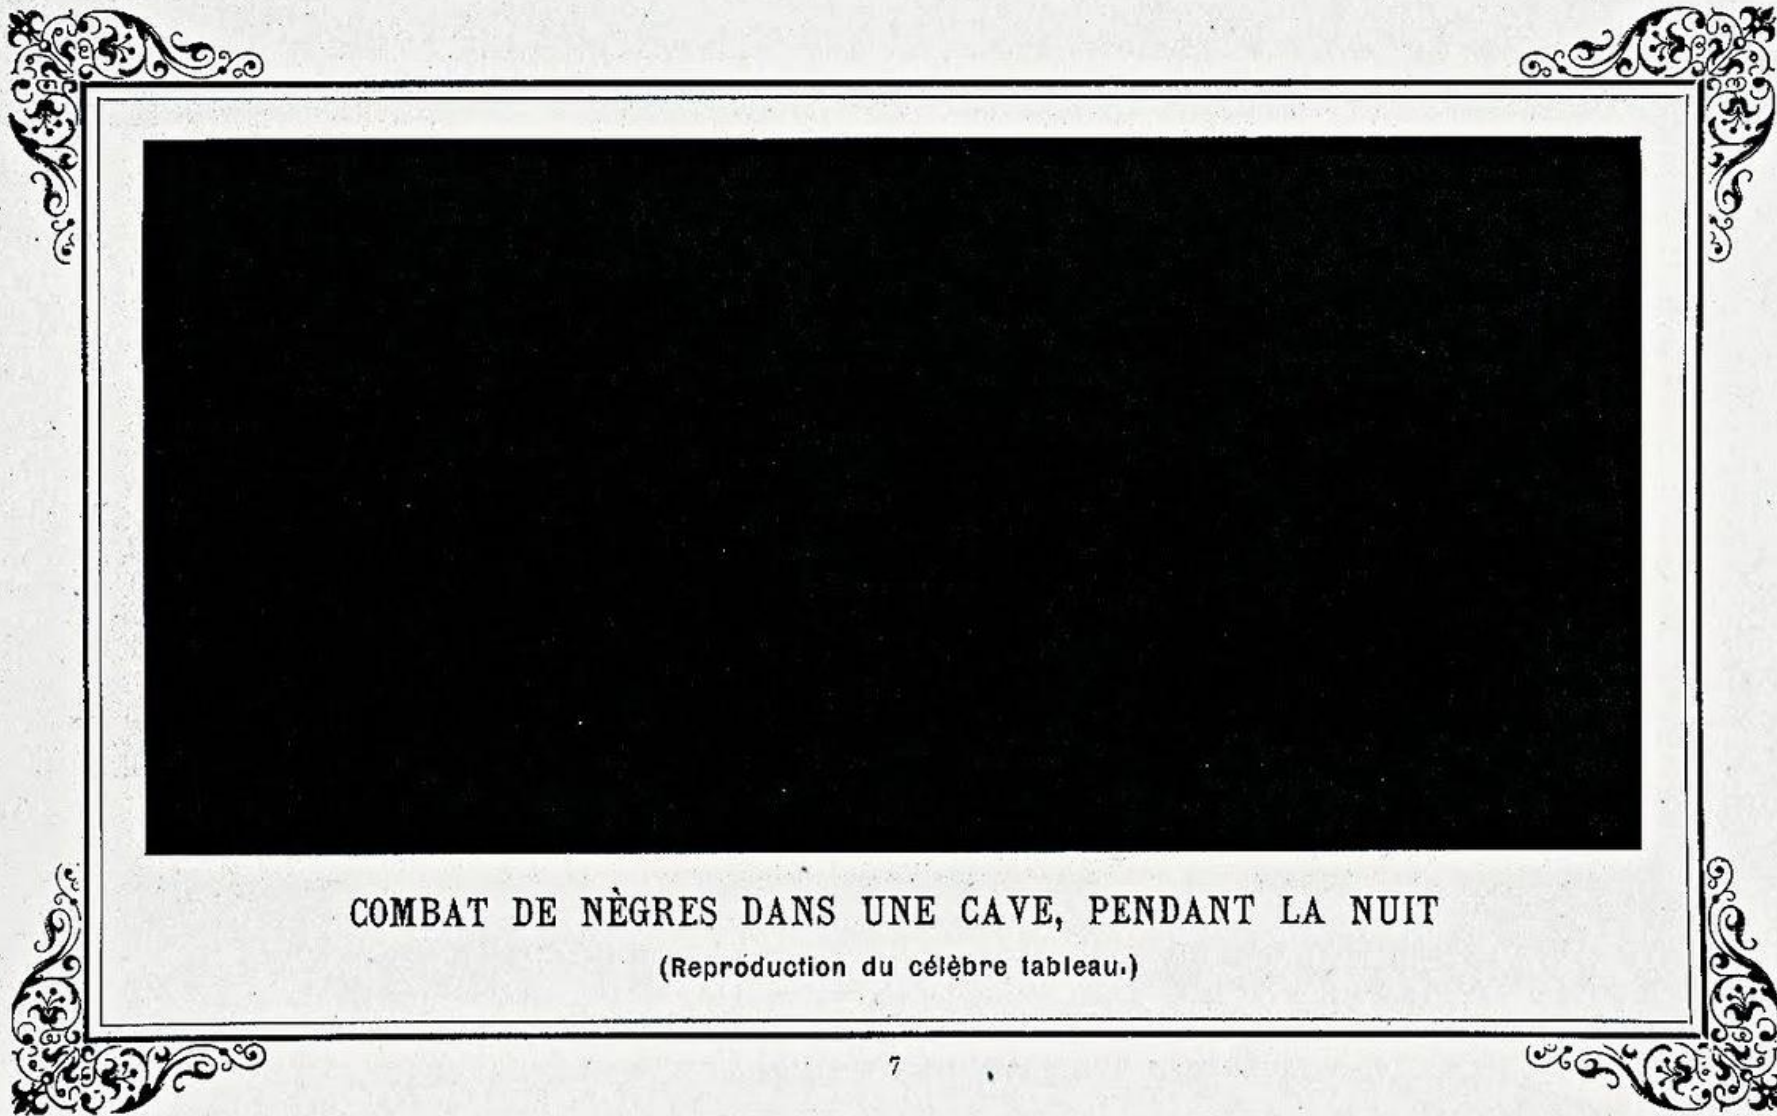 COMBAT DE NÈGRES DANS UNE CAVE, PENDANT LA NUIT
(Reproduction du célèbre tableau.)
7